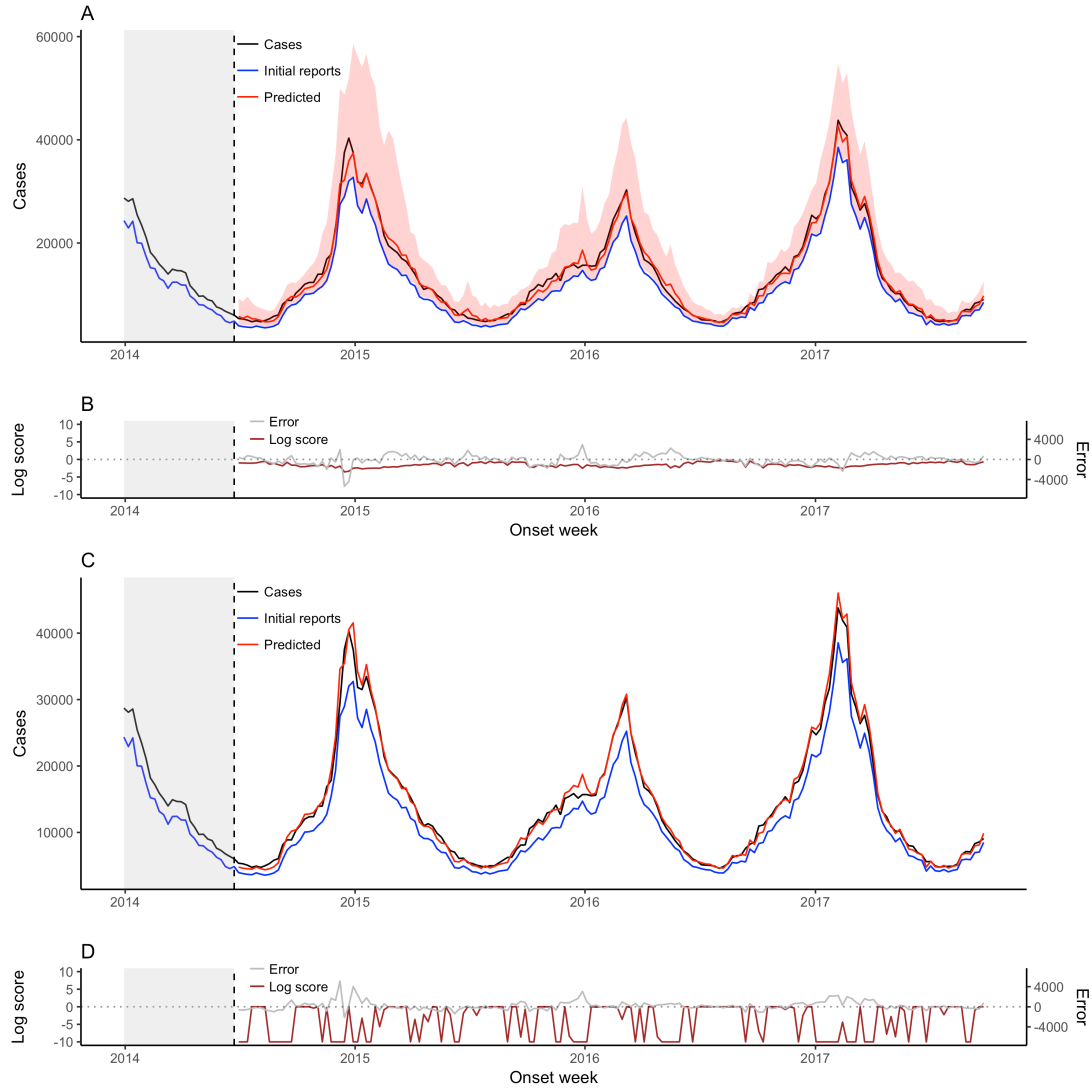 A
60000
40000
20000
Cases
Cases
Initial reports
Predicted
2014 2015 2016 2017
B
Log score
10
5
0
-5
-10
Error
Log score
4000
0
-4000
Error
2014 2015 2016 2017
Onset week
C
40000
30000
20000
10000
Cases
Cases
Initial reports
Predicted
2014 2015 2016 2017
D
Log score
10
5
0
-5
-10
Error
Log score
4000
0
-4000
Error
2014 2015 2016 2017
Onset week